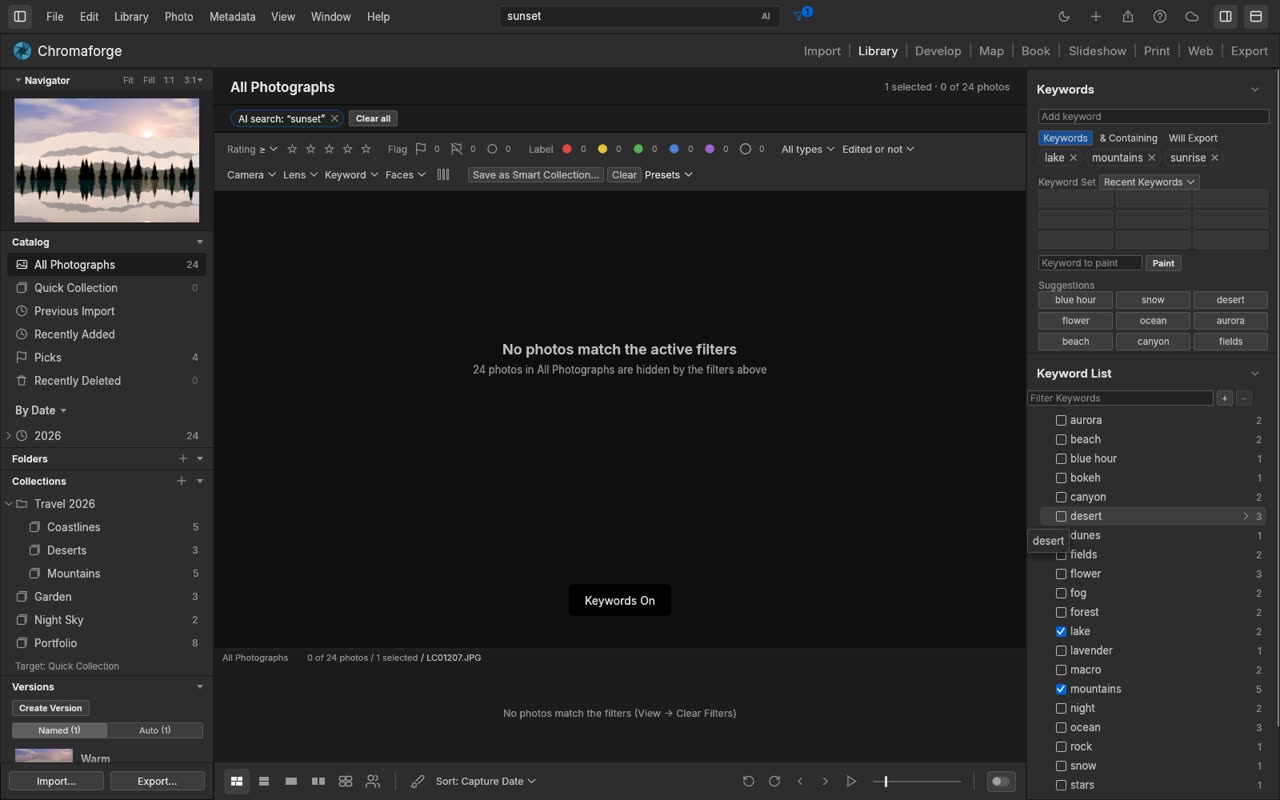 File Edit Library Photo Metadata View Window Help
sunset AI 1
Chromaforge
Import Library Develop Map Book Slideshow Print Web Export
Navigator Fit Fill 1:1 3:1
All Photographs 1 selected · 0 of 24 photos
AI search: “sunset” Clear all
Rating ≥ Flag 0 0 0 Label 0 0 0 0 0 0 All types Edited or not
Camera Lens Keyword Faces Save as Smart Collection... Clear Presets
No photos match the active filters
24 photos in All Photographs are hidden by the filters above
Keywords On
All Photographs 0 of 24 photos / 1 selected / LC01207.JPG
No photos match the filters (View → Clear Filters)
Sort: Capture Date
Catalog
All Photographs 24
Quick Collection 0
Previous Import
Recently Added
Picks 4
Recently Deleted 0
By Date
2026 24
Folders
Collections
Travel 2026
Coastlines 5
Deserts 3
Mountains 5
Garden 3
Night Sky 2
Portfolio 8
Target: Quick Collection
Versions
Create Version
Named (1) Auto (1)
Warm
Import... Export...
Keywords
Add keyword
Keywords & Containing Will Export
lake mountains sunrise
Keyword Set Recent Keywords
Keyword to paint Paint
Suggestions
blue hour snow desert
flower ocean aurora
beach canyon fields
Keyword List
Filter Keywords + −
aurora 2
beach 2
blue hour 1
bokeh 1
canyon 2
desert 3
desert
dunes 1
fields 2
flower 3
fog 2
forest 2
lake 2
lavender 1
macro 2
mountains 5
night 2
ocean 3
rock 1
snow 2
stars 1